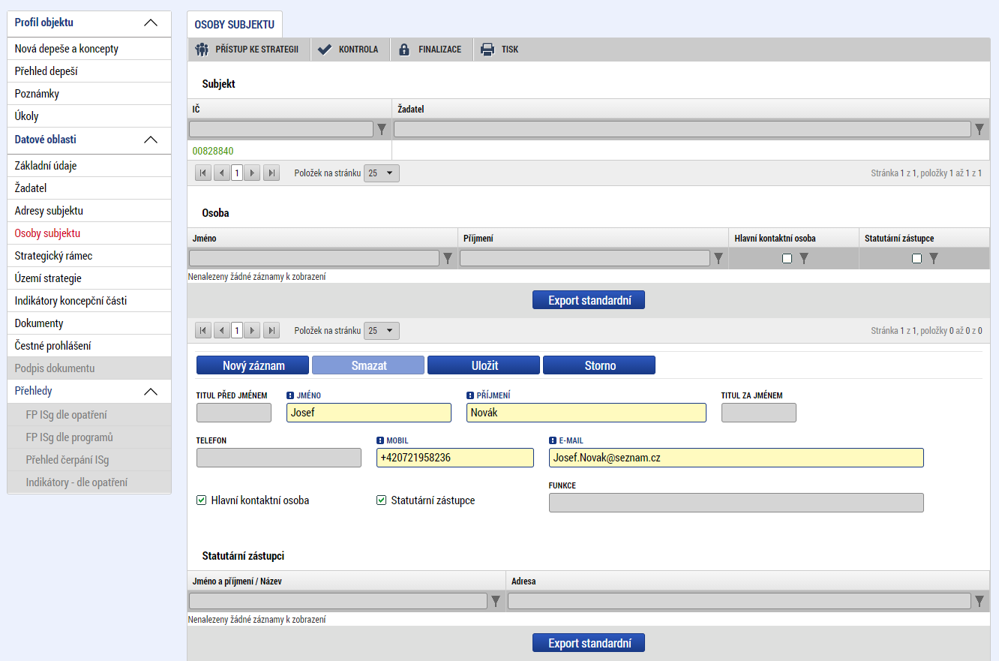 Profil objektu
Nová depeše a koncepty
Přehled depeší
Poznámky
Úkoly
Datové oblasti
Základní údaje
Žadatel
Adresy subjektu
Osoby subjektu
Strategický rámec
Území strategie
Indikátory koncepční části
Dokumenty
Čestné prohlášení
Podpis dokumentu
Přehledy
FP ISg dle opatření
FP ISg dle programů
Přehled čerpání ISg
Indikátory - dle opatření
OSOBY SUBJEKTU
PŘÍSTUP KE STRATEGII KONTROLA FINALIZACE TISK
Subjekt
IČ Žadatel
00828840
1 Položek na stránku 25 Stránka 1 z 1, položky 1 až 1 z 1
Osoba
Jméno Příjmení Hlavní kontaktní osoba Statutární zástupce
Nenalezeny žádné záznamy k zobrazení
Export standardní
1 Položek na stránku 25 Stránka 1 z 1, položky 0 až 0 z 0
Nový záznam Smazat Uložit Storno
TITUL PŘED JMÉNEM JMÉNO PŘÍJMENÍ TITUL ZA JMÉNEM
Josef Novák
TELEFON MOBIL E-MAIL
+420721958236 Josef.Novak@seznam.cz
FUNKCE
Hlavní kontaktní osoba Statutární zástupce
Statutární zástupci
Jméno a příjmení / Název Adresa
Nenalezeny žádné záznamy k zobrazení
Export standardní